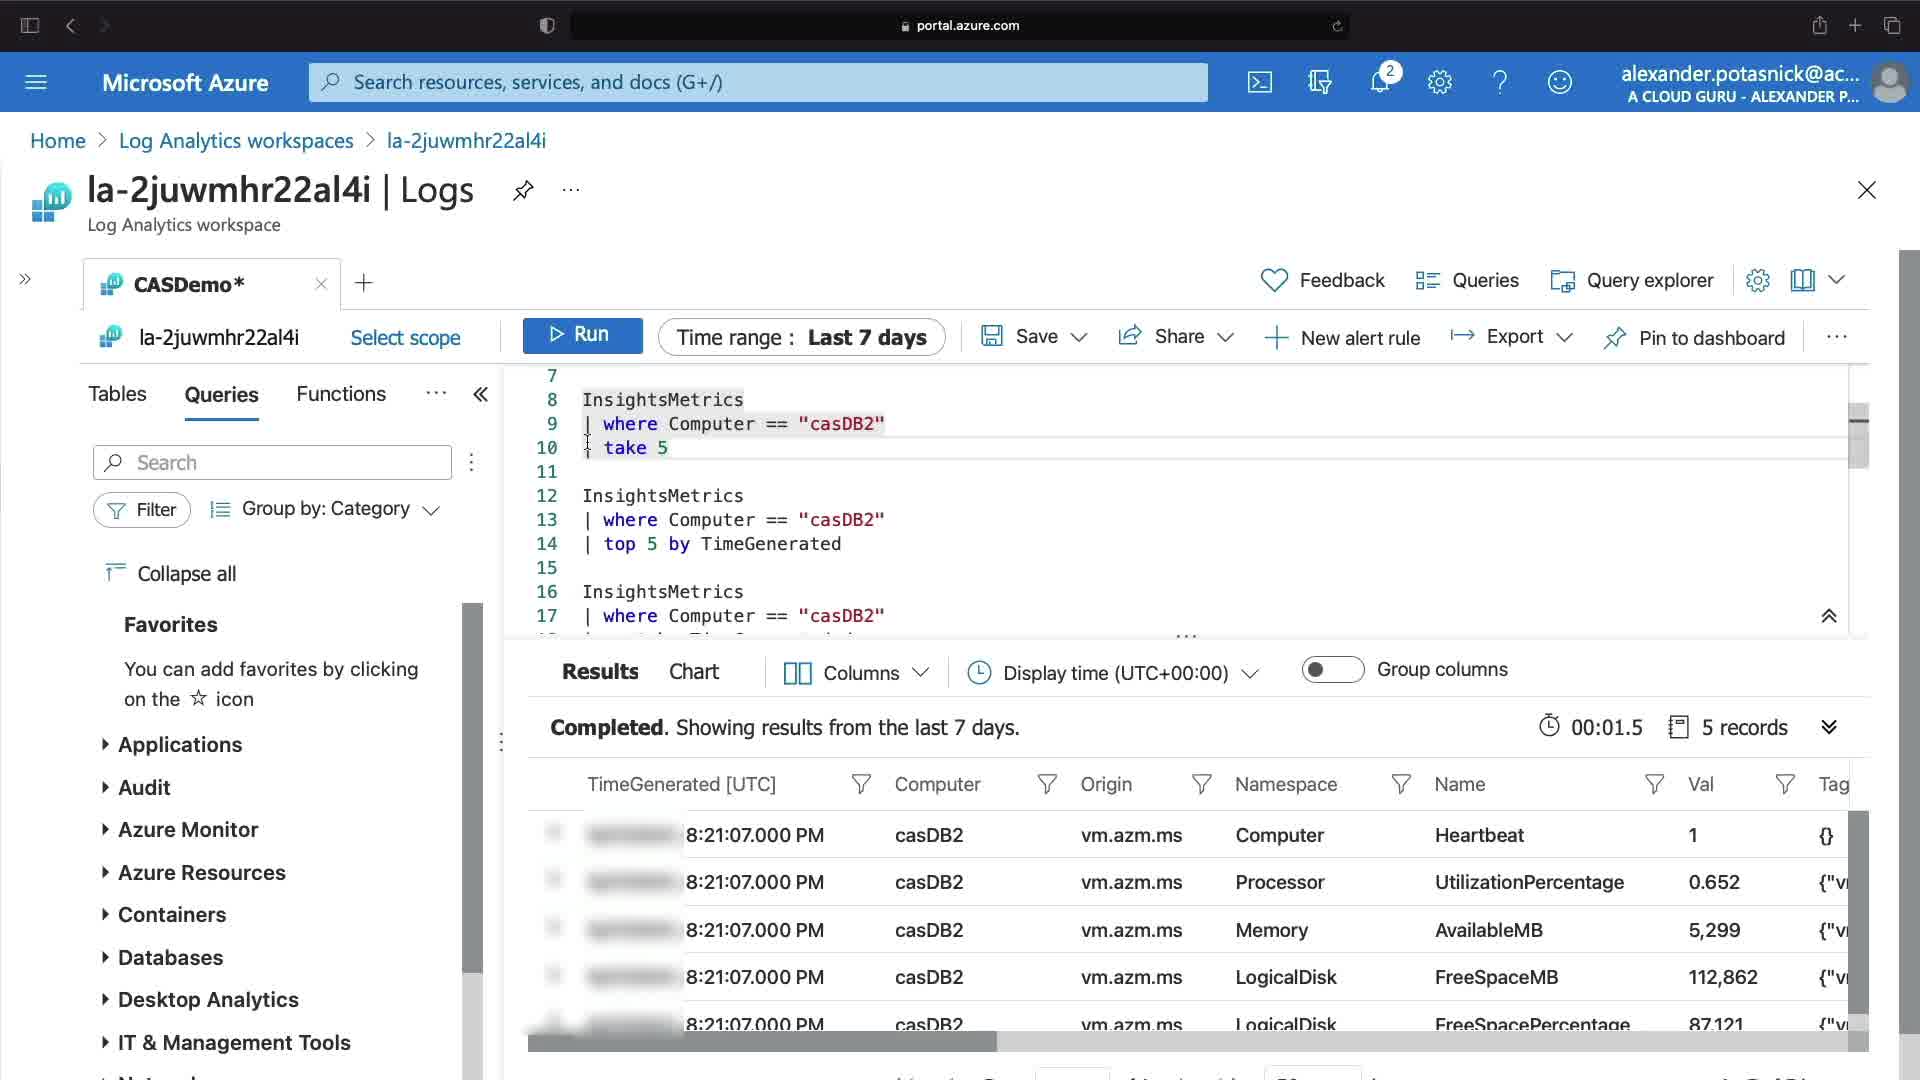 portal.azure.com
Microsoft Azure
Search resources, services, and docs (G+/)
2
alexander.potasnick@ac...
A CLOUD GURU - ALEXANDER P...
Home > Log Analytics workspaces > la-2juwmhr22al4i
la-2juwmhr22al4i | Logs
Log Analytics workspace
CASDemo*
Feedback
Queries
Query explorer
la-2juwmhr22al4i
Select scope
Run
Time range : Last 7 days
Save
Share
New alert rule
Export
Pin to dashboard
Tables
Queries
Functions
Search
Filter
Group by: Category
Collapse all
Favorites
You can add favorites by clicking
on the ☆ icon
Applications
Audit
Azure Monitor
Azure Resources
Containers
Databases
Desktop Analytics
IT & Management Tools
7
8 InsightsMetrics
9 | where Computer == "casDB2"
10 | take 5
11
12 InsightsMetrics
13 | where Computer == "casDB2"
14 | top 5 by TimeGenerated
15
16 InsightsMetrics
17 | where Computer == "casDB2"
Results
Chart
Columns
Display time (UTC+00:00)
Group columns
Completed. Showing results from the last 7 days.
00:01.5
5 records
TimeGenerated [UTC] Computer Origin Namespace Name Val Tag
8:21:07.000 PM casDB2 vm.azm.ms Computer Heartbeat 1 {}
8:21:07.000 PM casDB2 vm.azm.ms Processor UtilizationPercentage 0.652 {"v
8:21:07.000 PM casDB2 vm.azm.ms Memory AvailableMB 5,299 {"v
8:21:07.000 PM casDB2 vm.azm.ms LogicalDisk FreeSpaceMB 112,862 {"v
8:21:07.000 PM casDB2 vm.azm.ms LogicalDisk FreeSpacePercentage 87.121 {"v